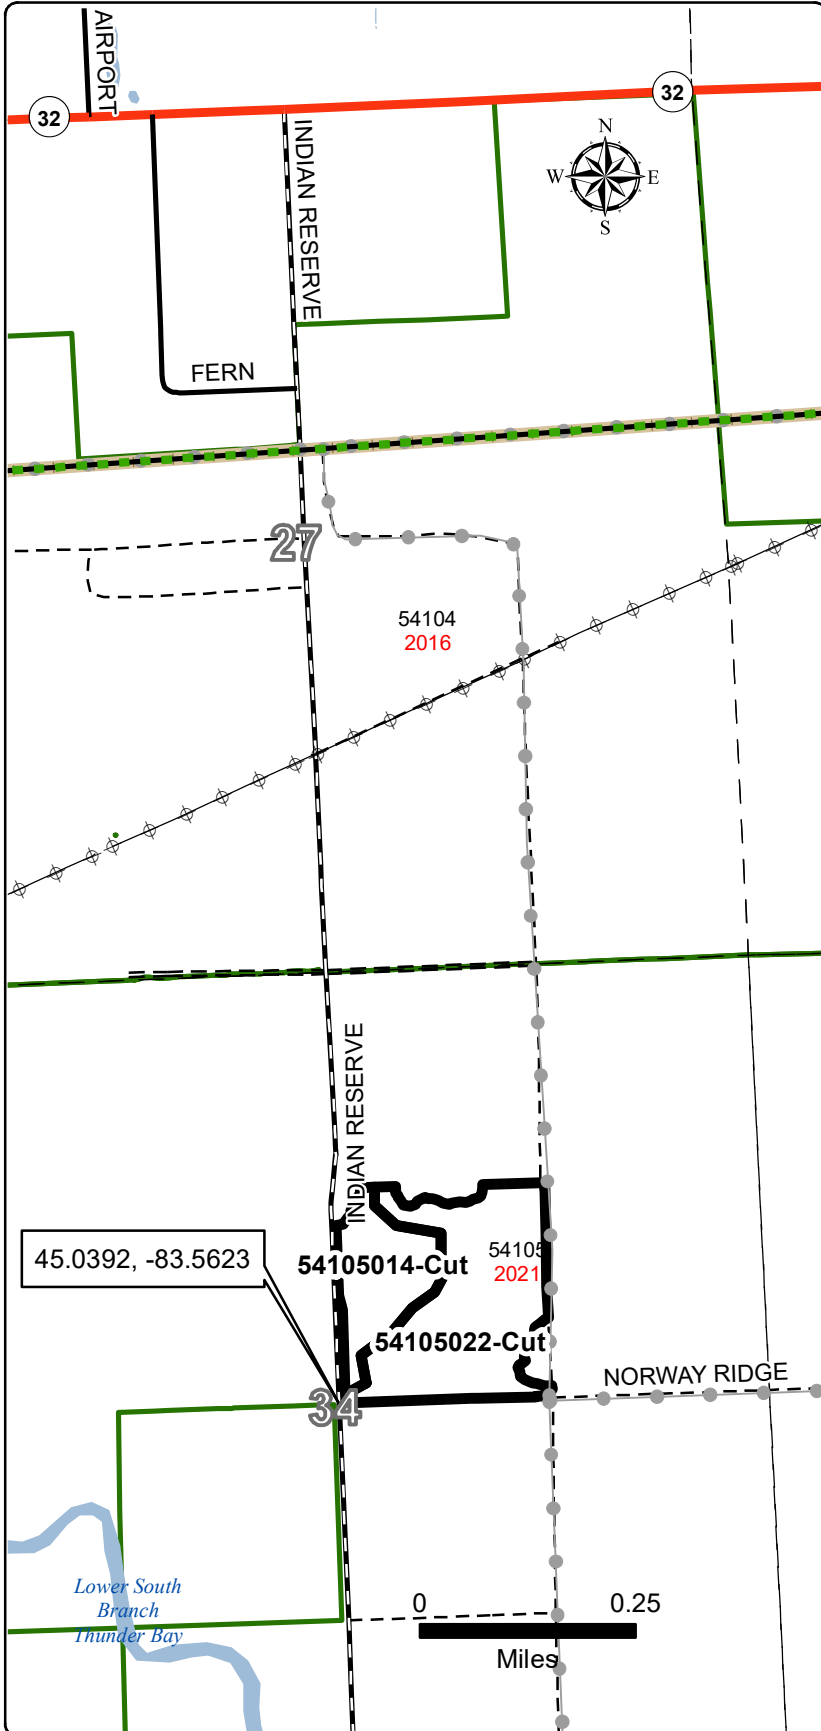 AIRPORT
32
32
INDIAN RESERVE
N
W
E
S
FERN
27
54104
2016
INDIAN RESERVE
45.0392, -83.5623
54105014-Cut
54105
2021
54105022-Cut
NORWAY RIDGE
34
Lower South
Branch
Thunder Bay
0
0.25
Miles